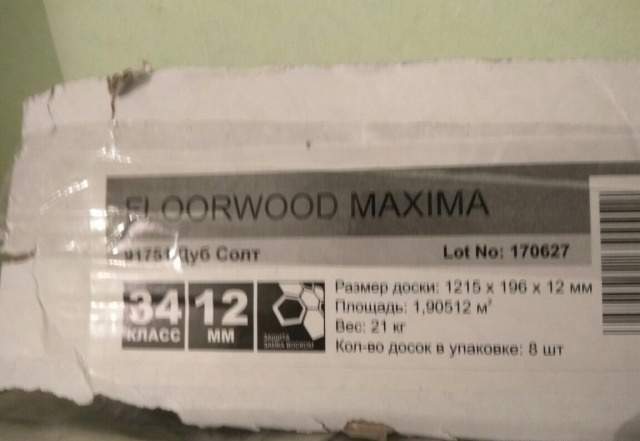 FLOORWOOD MAXIMA
91751 Дуб Солт
Lot No: 170627
34
КЛАСС
12
ММ
Размер доски: 1215 x 196 x 12 мм
Площадь: 1,90512 м²
Вес: 21 кг
Кол-во досок в упаковке: 8 шт